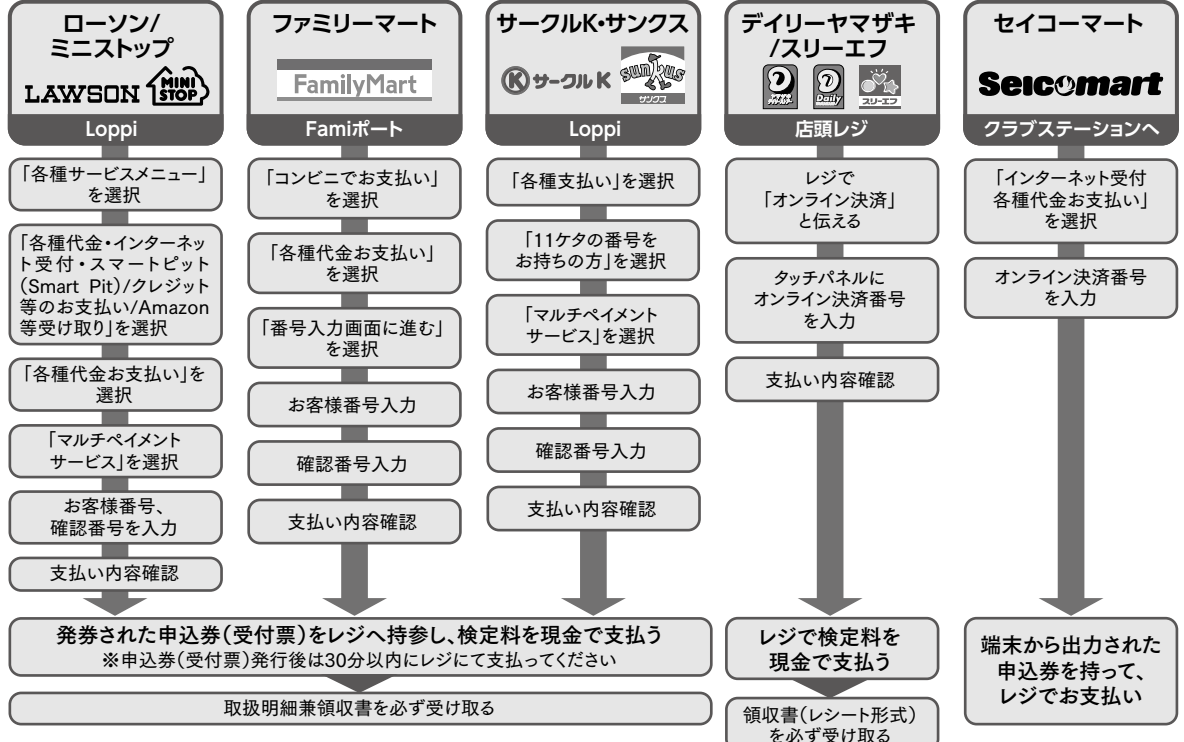 ローソン/
ミニストップ
LAWSON
MINI
STOP
Loppi
「各種サービスメニュー」
を選択
「各種代金・インターネッ
ト受付・スマートピット
(Smart Pit)/クレジット
等のお支払い/Amazon
等受け取り」を選択
「各種代金お支払い」を
選択
「マルチペイメント
サービス」を選択
お客様番号、
確認番号を入力
支払い内容確認
ファミリーマート
FamilyMart
Famiポート
「コンビニでお支払い」
を選択
「各種代金お支払い」
を選択
「番号入力画面に進む」
を選択
お客様番号入力
確認番号入力
支払い内容確認
サークルK・サンクス
K サークルK
sunkus
サンクス
Loppi
「各種支払い」を選択
「11ケタの番号を
お持ちの方」を選択
「マルチペイメント
サービス」を選択
お客様番号入力
確認番号入力
支払い内容確認
発券された申込券(受付票)をレジへ持参し、検定料を現金で支払う
※申込券(受付票)発行後は30分以内にレジにて支払ってください
取扱明細兼領収書を必ず受け取る
デイリーヤマザキ
/スリーエフ
Daily
スリーエフ
店頭レジ
レジで
「オンライン決済」
と伝える
タッチパネルに
オンライン決済番号
を入力
支払い内容確認
レジで検定料を
現金で支払う
領収書(レシート形式)
を必ず受け取る
セイコーマート
Seicomart
クラブステーションへ
「インターネット受付
各種代金お支払い」
を選択
オンライン決済番号
を入力
端末から出力された
申込券を持って、
レジでお支払い